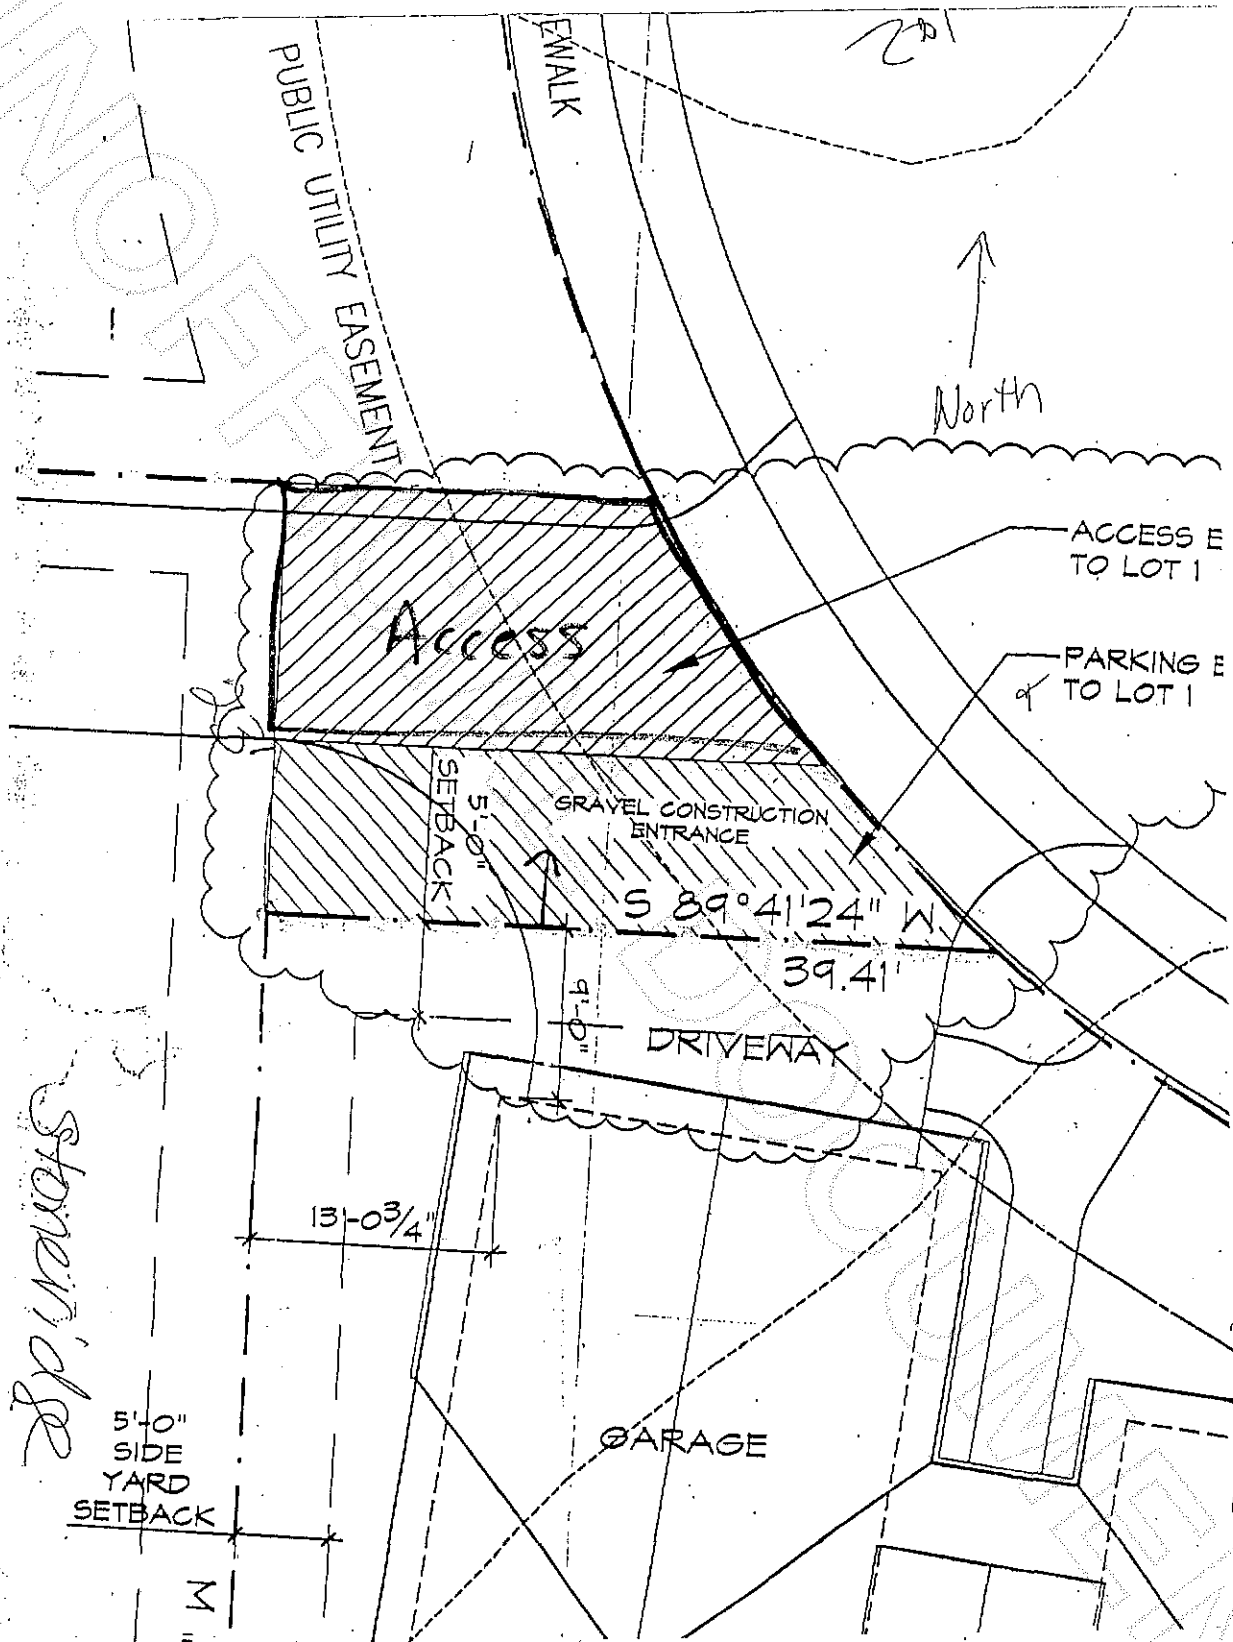 EWALK
PUBLIC UTILITY EASEMENT
North
ACCESS E
TO LOT 1
Access
PARKING E
TO LOT 1
5'-0"
SETBACK
GRAVEL CONSTRUCTION
ENTRANCE
S 89°41'24" W
39.41'
9'-0"
DRIVEWAY
13'-0 3/4"
Stoneridge
GARAGE
5'-0"
SIDE
YARD
SETBACK
M
UNOFFICIAL DOCUMENT